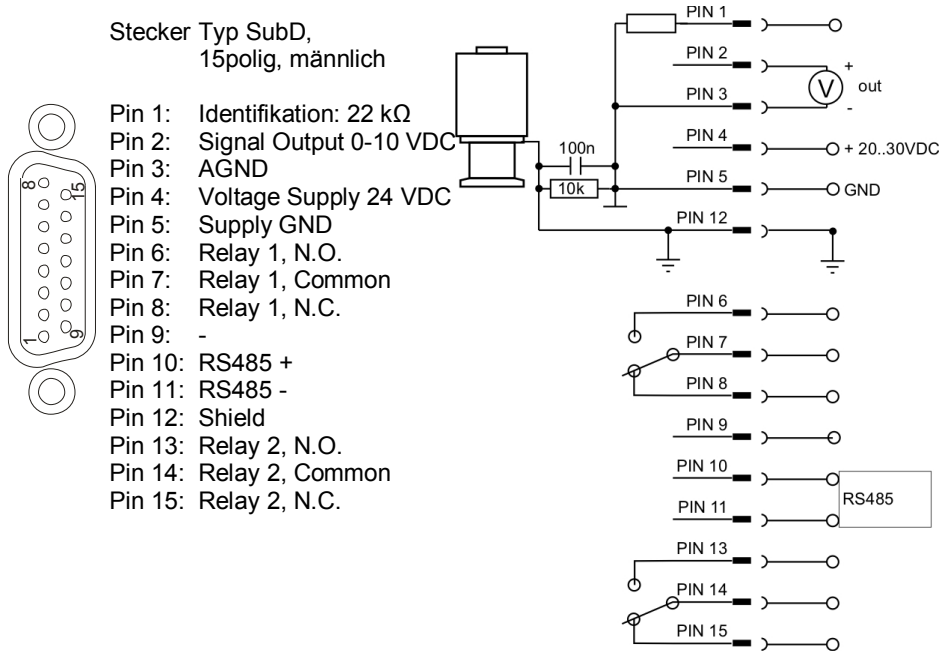 Stecker Typ SubD,
15polig, männlich
Pin 1: Identifikation: 22 kΩ
Pin 2: Signal Output 0-10 VDC
Pin 3: AGND
Pin 4: Voltage Supply 24 VDC
Pin 5: Supply GND
Pin 6: Relay 1, N.O.
Pin 7: Relay 1, Common
Pin 8: Relay 1, N.C.
Pin 9: -
Pin 10: RS485 +
Pin 11: RS485 -
Pin 12: Shield
Pin 13: Relay 2, N.O.
Pin 14: Relay 2, Common
Pin 15: Relay 2, N.C.
8
15
1
9
100n
10k
PIN 1
PIN 2
+
V
out
PIN 3
-
PIN 4
+ 20..30VDC
PIN 5
GND
PIN 12
PIN 6
PIN 7
PIN 8
PIN 9
PIN 10
RS485
PIN 11
PIN 13
PIN 14
PIN 15